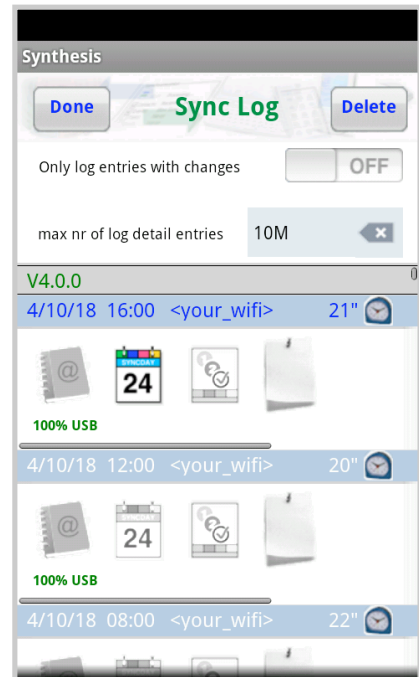 Synthesis
Done Sync Log Delete
Only log entries with changes OFF
max nr of log detail entries 10M
V4.0.0
4/10/18 16:00 <your_wifi> 21"
@ SYNCDAY 24
100% USB
4/10/18 12:00 <your_wifi> 20"
@ SYNCDAY 24
100% USB
4/10/18 08:00 <your_wifi> 22"
@